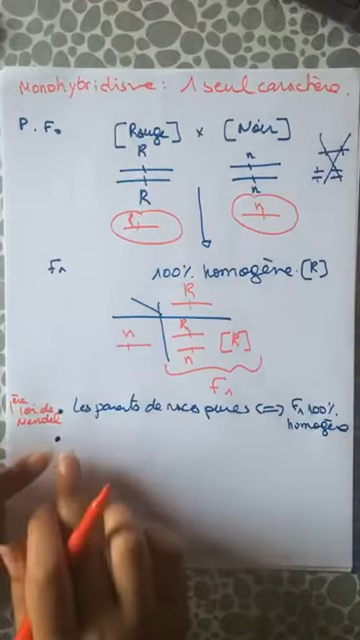 Monohybridisme : 1 seul caractère.
P. F₀ [Rouge] x [Noir]
R n
R n
R n
F₁ 100% homogène. [R]
R
n R [R]
n
F₁
1ère loi de Mendel
• Les parents de races pures <=> F₁ 100% homogène
•